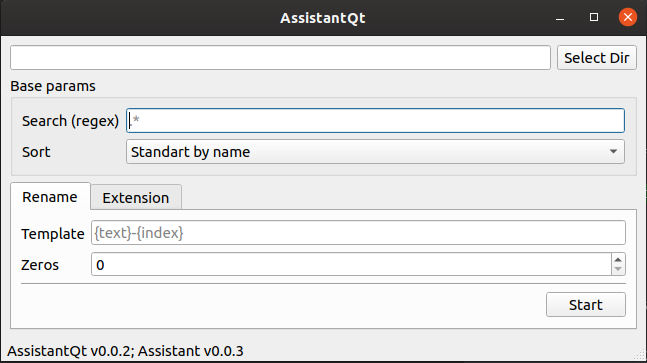 AssistantQt
Select Dir
Base params
Search (regex) .*
Sort Standart by name
Rename Extension
Template {text}-{index}
Zeros 0
Start
AssistantQt v0.0.2; Assistant v0.0.3